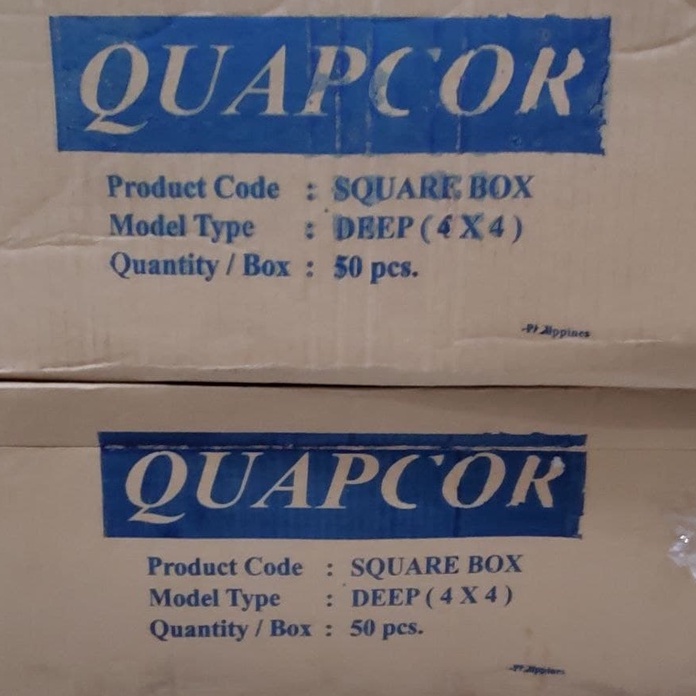 QUAPCOR
Product Code : SQUARE BOX
Model Type : DEEP ( 4 X 4 )
Quantity / Box : 50 pcs.
QUAPCOR
Product Code : SQUARE BOX
Model Type : DEEP ( 4 X 4 )
Quantity / Box : 50 pcs.